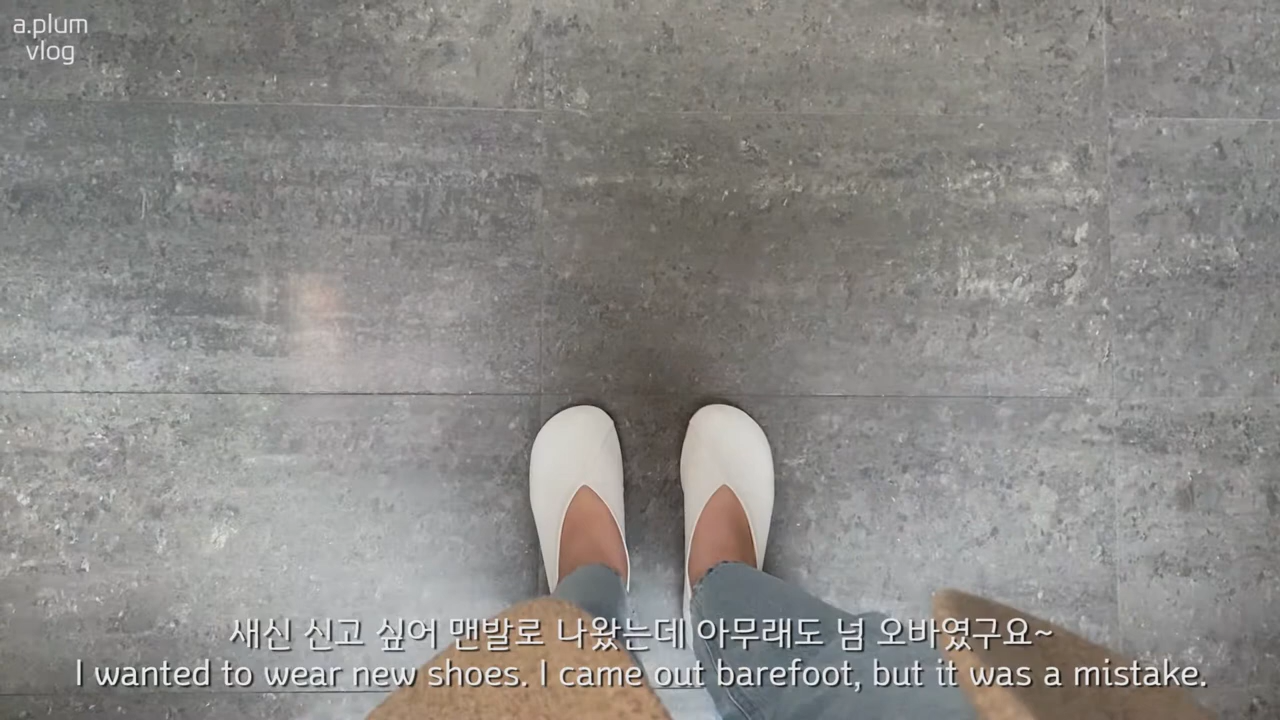 a.plum
vlog
새신 신고 싶어 맨발로 나왔는데 아무래도 넘 오바였구요~
I wanted to wear new shoes. I came out barefoot, but it was a mistake.